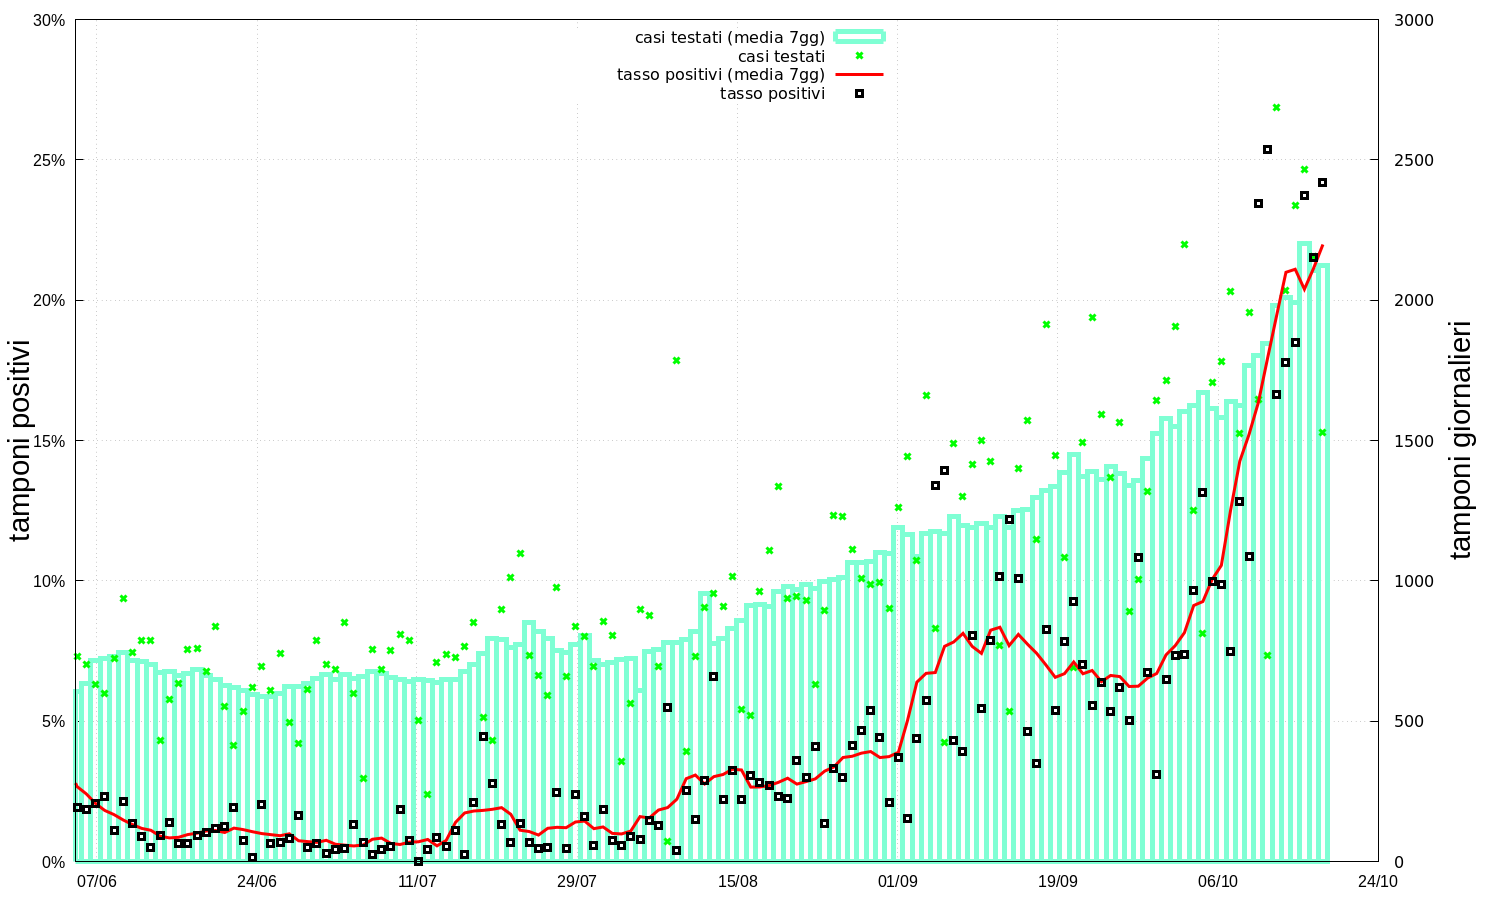 casi testati (media 7gg)
casi testati
tasso positivi (media 7gg)
tasso positivi
tamponi positivi
30%
25%
20%
15%
10%
5%
0%
tamponi giornalieri
3000
2500
2000
1500
1000
500
0
07/06 24/06 11/07 29/07 15/08 01/09 19/09 06/10 24/10